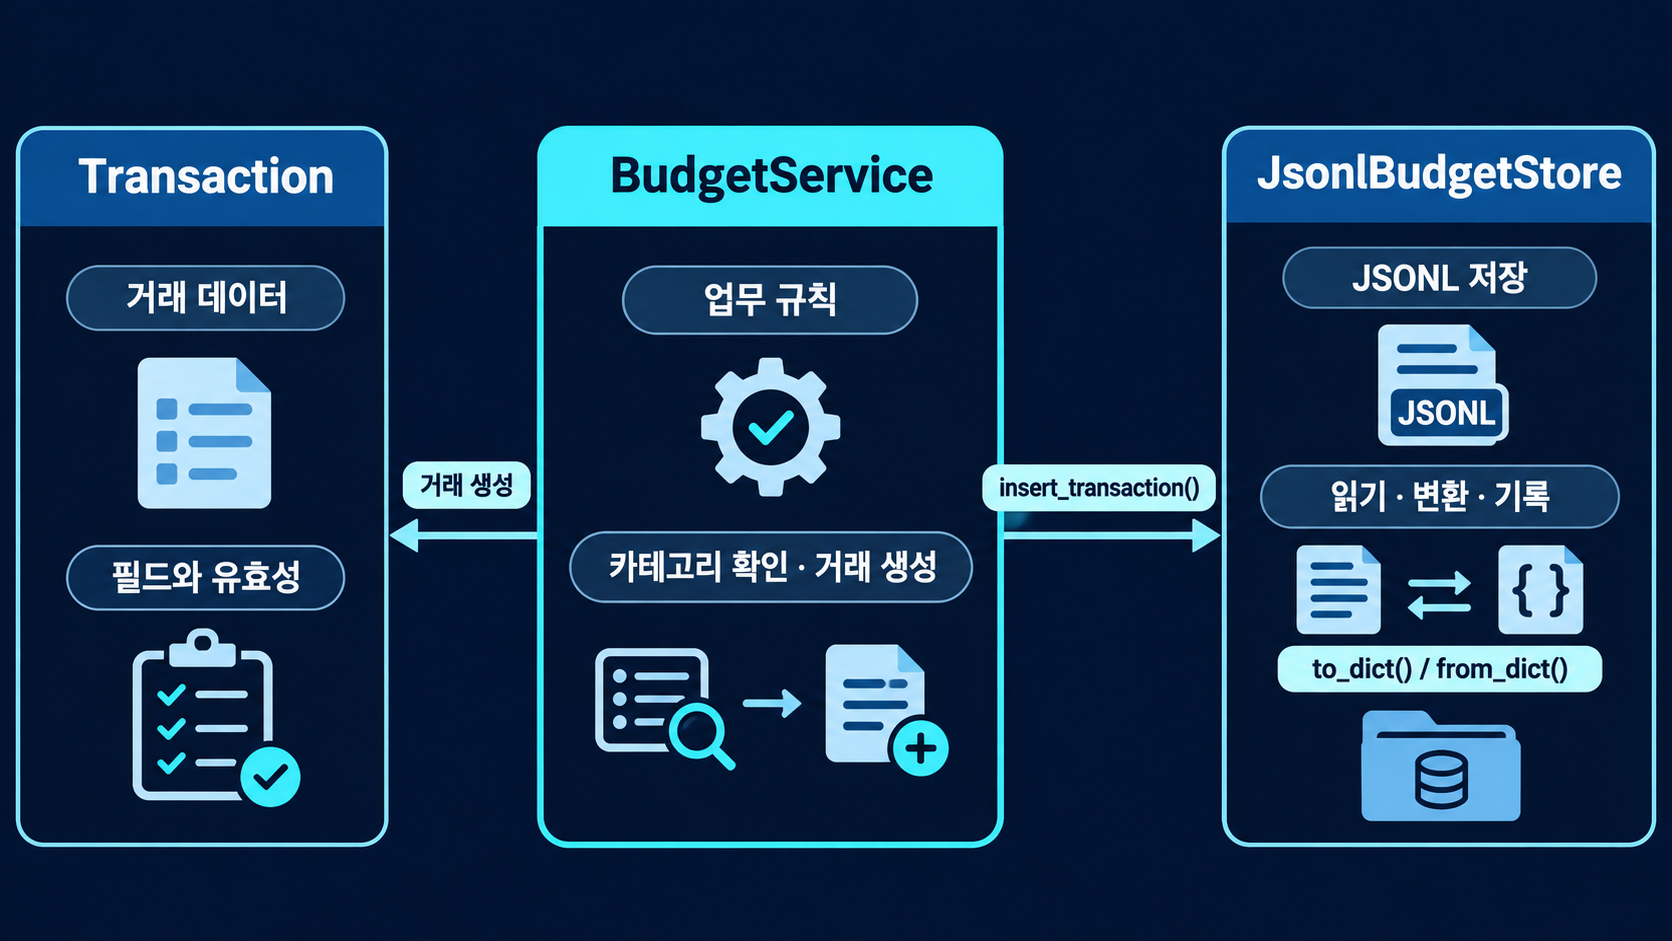 Transaction
거래 데이터
필드와 유효성
거래 생성
BudgetService
업무 규칙
카테고리 확인 · 거래 생성
insert_transaction()
JsonlBudgetStore
JSONL 저장
JSONL
읽기 · 변환 · 기록
{ }
to_dict() / from_dict()